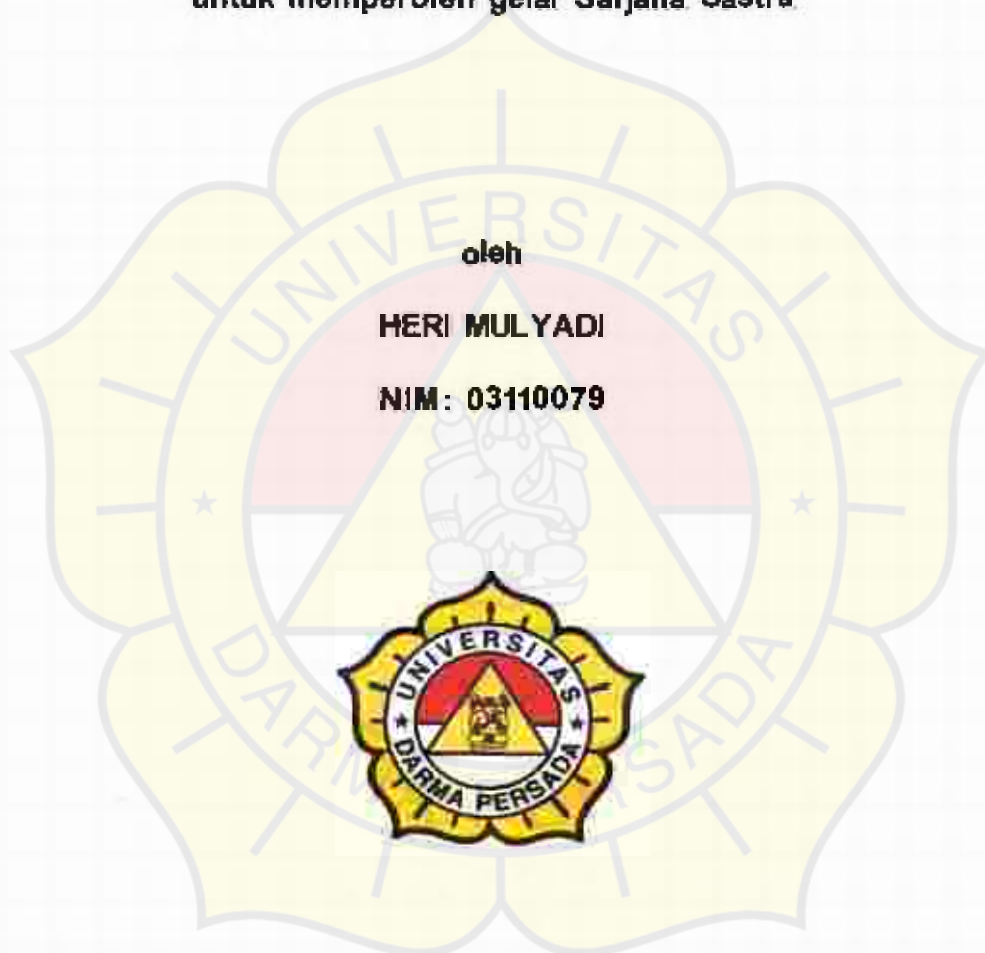 untuk memperoleh gelar Sarjana Sastra
oleh
HERI MULYADI
NIM: 03110079
UNIVERSITAS
DARMA PERSADA